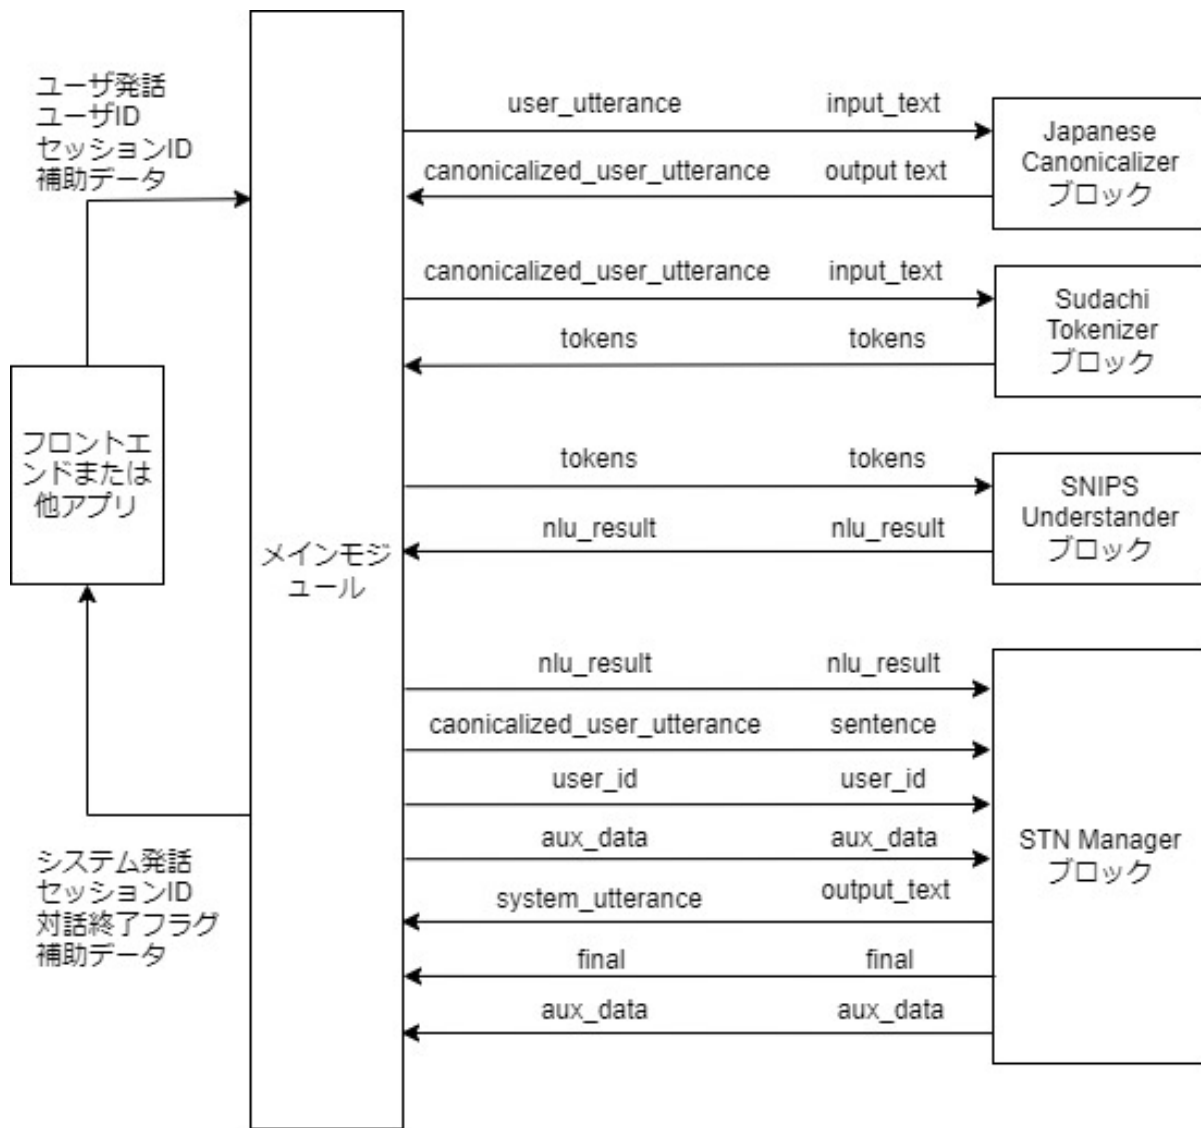 ユーザ発話
ユーザID
セッションID
補助データ
フロントエ
ンドまたは
他アプリ
システム発話
セッションID
対話終了フラグ
補助データ
メインモジ
ュール
user_utterance input_text
canonicalized_user_utterance output text
Japanese
Canonicalizer
ブロック
canonicalized_user_utterance input_text
tokens tokens
Sudachi
Tokenizer
ブロック
tokens tokens
nlu_result nlu_result
SNIPS
Understander
ブロック
nlu_result nlu_result
caonicalized_user_utterance sentence
user_id user_id
aux_data aux_data
system_utterance output_text
final final
aux_data aux_data
STN Manager
ブロック